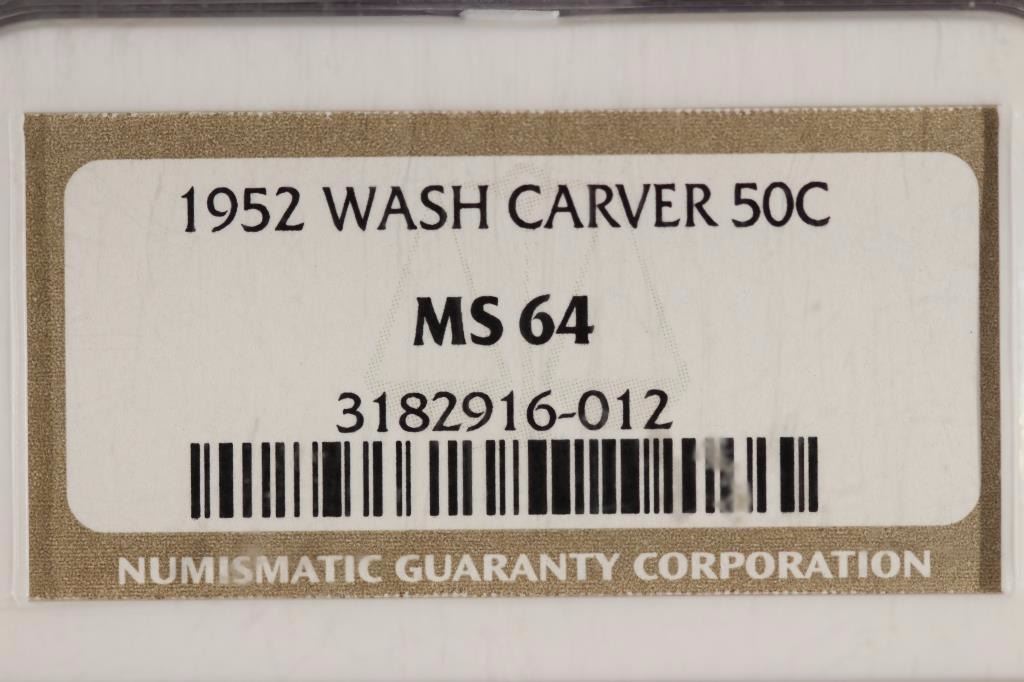 1952 WASH CARVER 50C
MS 64
3182916-012
NUMISMATIC GUARANTY CORPORATION